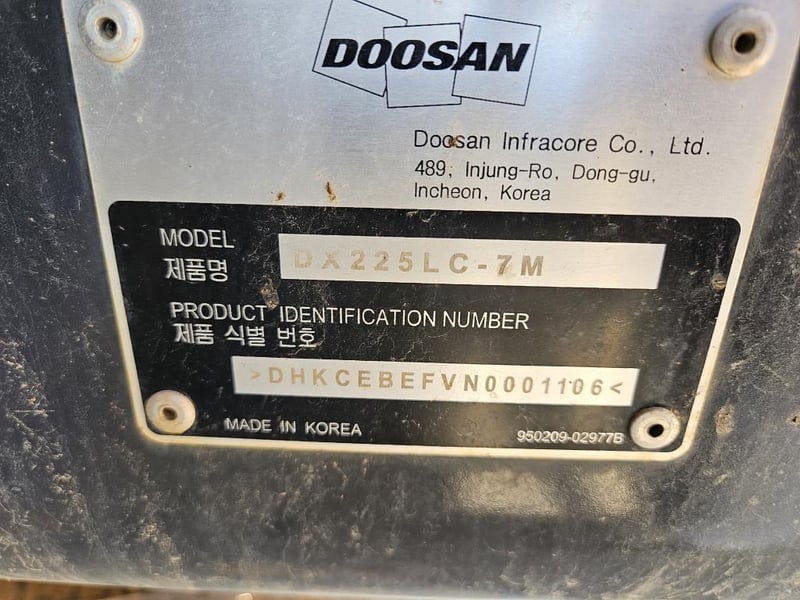 DOOSAN
Doosan Infracore Co., Ltd.
489, Injung-Ro, Dong-gu,
Incheon, Korea
MODEL
제품명
DX225LC-7M
PRODUCT IDENTIFICATION NUMBER
제품 식별 번호
>DHKCEBEFVN0001106<
MADE IN KOREA
950209-02977B